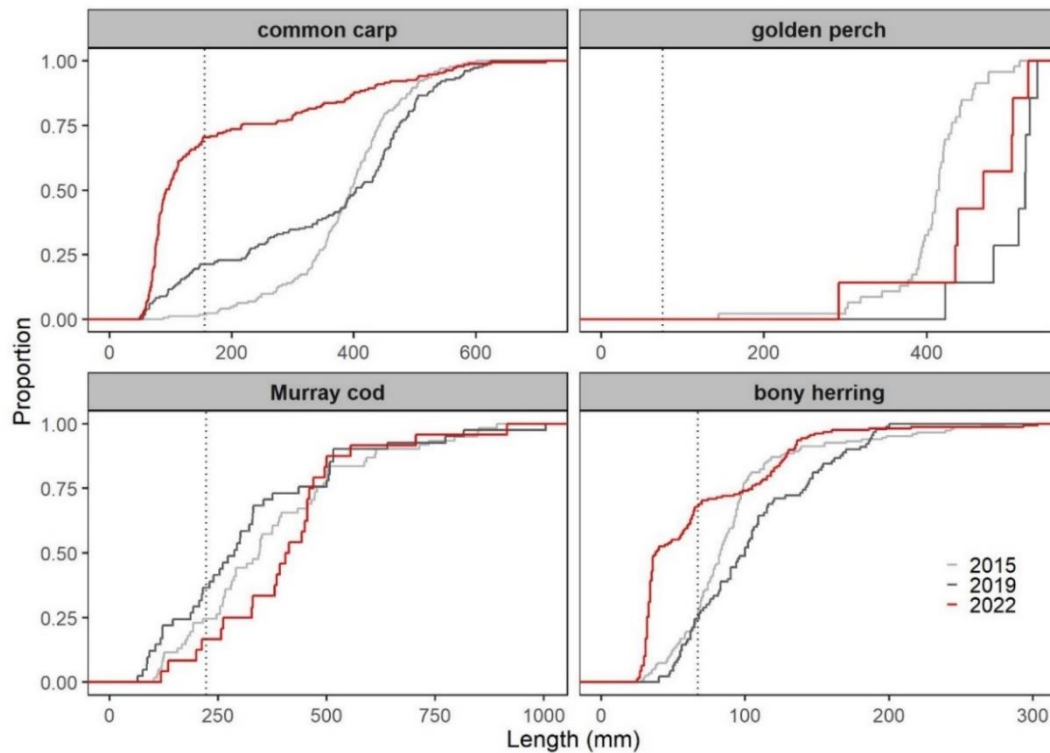 common carp
golden perch
1.00
0.75
0.50
0.25
0.00
0 200 400 600
0 200 400
Murray cod
bony herring
1.00
0.75
0.50
0.25
0.00
0 250 500 750 1000
0 100 200 300
2015
2019
2022
Proportion
Length (mm)